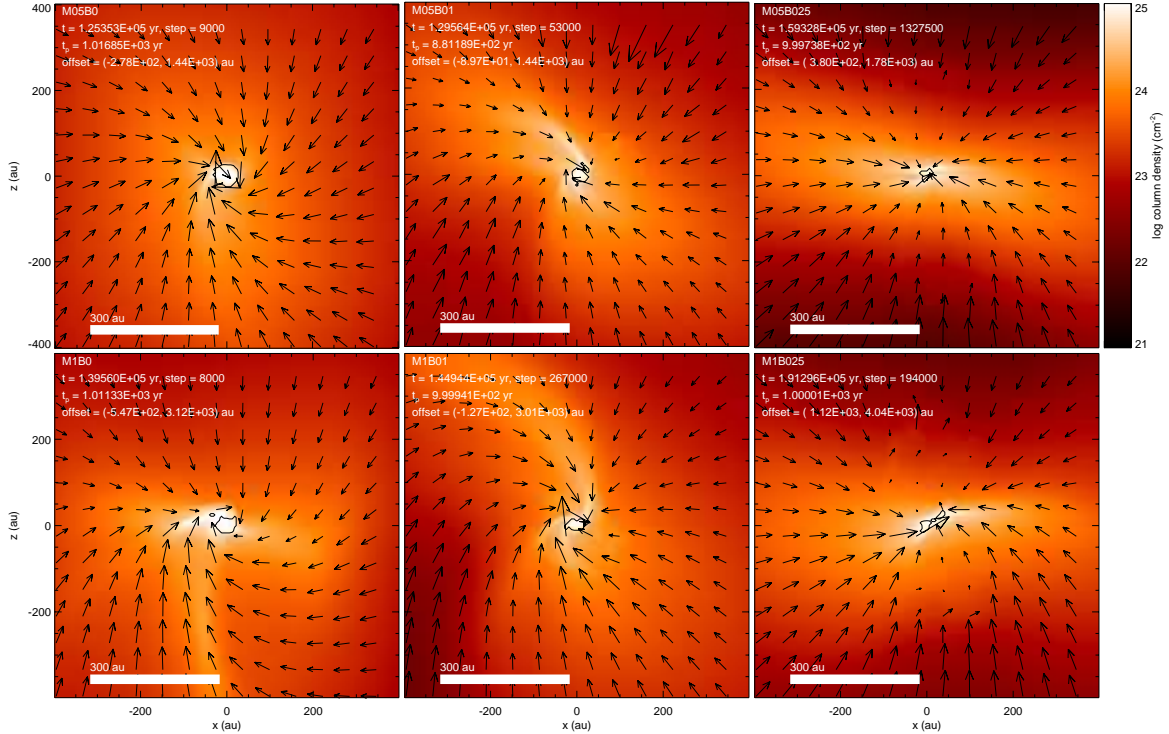 M05B0
t = 1.25353E+05 yr, step = 9000
tp = 1.01685E+03 yr
offset = (-2.78E+02, 1.44E+03) au
300 au
M05B01
t = 1.29564E+05 yr, step = 53000
tp = 8.81189E+02 yr
offset = (-8.97E+01, 1.44E+03) au
300 au
M05B025
t = 1.59328E+05 yr, step = 1327500
tp = 9.99738E+02 yr
offset = ( 3.80E+02, 1.78E+03) au
300 au
400
200
0
-200
-400
z (au)
25
24
23
22
21
log column density (cm-2)
M1B0
t = 1.39560E+05 yr, step = 8000
tp = 1.01133E+03 yr
offset = (-5.47E+02, 3.12E+03) au
300 au
M1B01
t = 1.44944E+05 yr, step = 267000
tp = 9.99941E+02 yr
offset = (-1.27E+02, 3.01E+03) au
300 au
M1B025
t = 1.91296E+05 yr, step = 194000
tp = 1.00001E+03 yr
offset = ( 1.12E+03, 4.04E+03) au
300 au
200
0
-200
z (au)
-200 0 200
x (au)
-200 0 200
x (au)
-200 0 200
x (au)